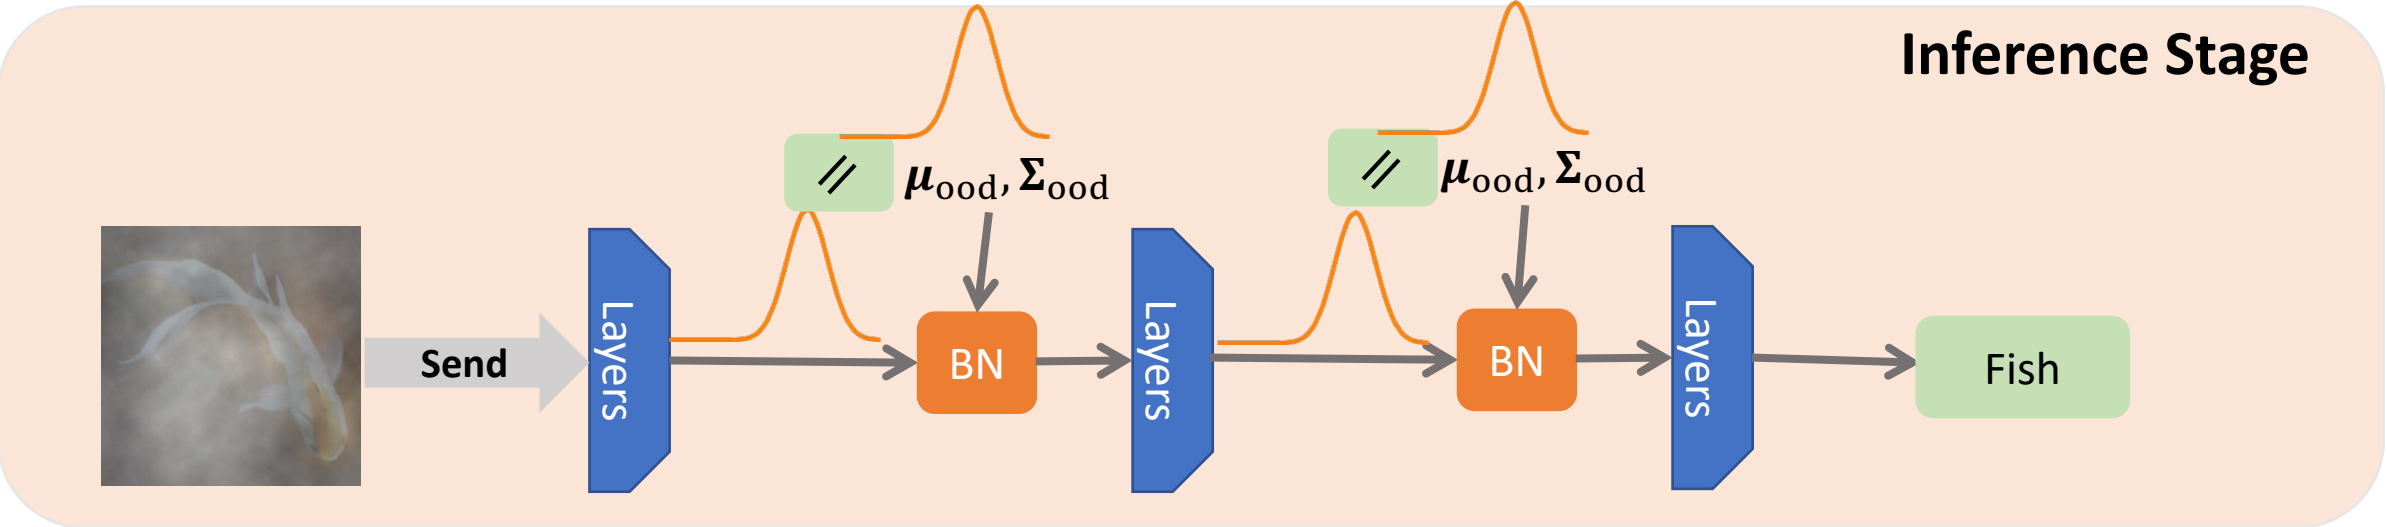 Inference Stage
//
μood, Σood
//
μood, Σood
Send
Layers
BN
Layers
BN
Layers
Fish